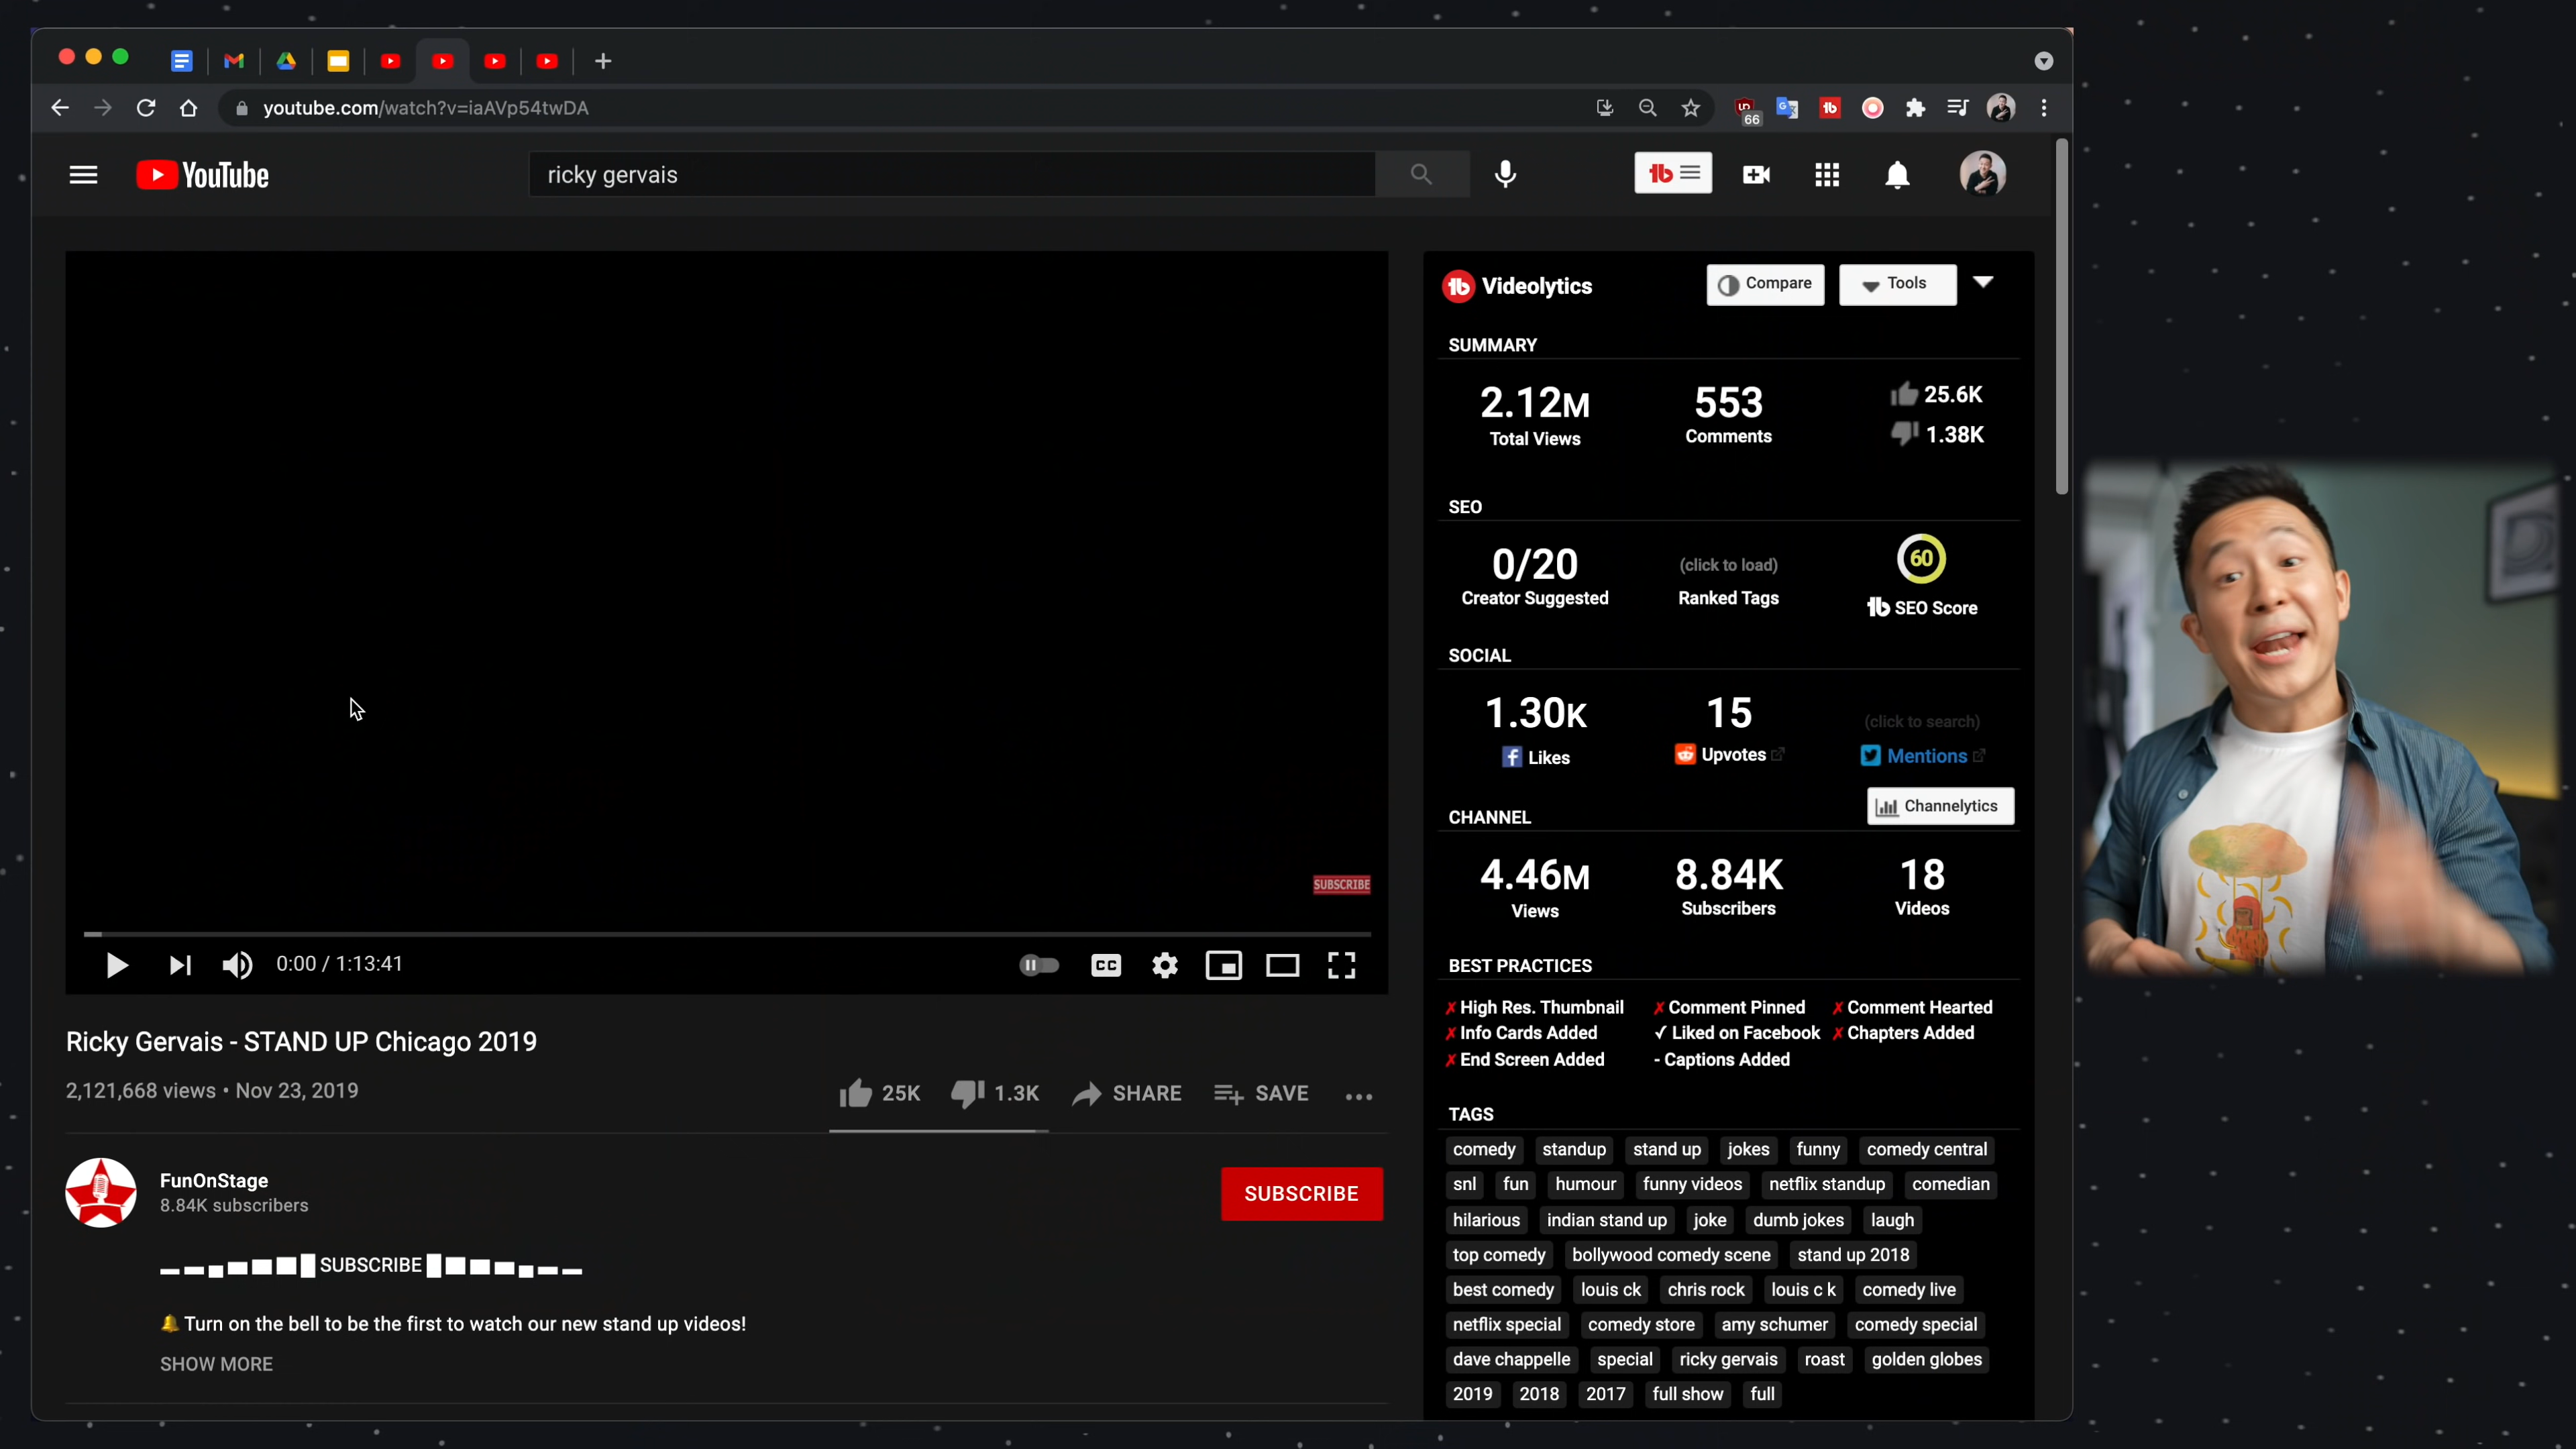 youtube.com/watch?v=iaAVp54twDA
66
YouTube
ricky gervais
Videolytics
Compare
Tools
SUMMARY
2.12M
Total Views
553
Comments
25.6K
1.38K
SEO
0/20
Creator Suggested
(click to load)
Ranked Tags
60
SEO Score
SOCIAL
1.30K
Likes
15
Upvotes
(click to search)
Mentions
CHANNEL
Channelytics
4.46M
Views
8.84K
Subscribers
18
Videos
BEST PRACTICES
✗ High Res. Thumbnail ✗ Comment Pinned ✗ Comment Hearted
✗ Info Cards Added ✓ Liked on Facebook ✗ Chapters Added
✗ End Screen Added - Captions Added
TAGS
comedy standup stand up jokes funny comedy central
snl fun humour funny videos netflix standup comedian
hilarious indian stand up joke dumb jokes laugh
top comedy bollywood comedy scene stand up 2018
best comedy louis ck chris rock louis c k comedy live
netflix special comedy store amy schumer comedy special
dave chappelle special ricky gervais roast golden globes
2019 2018 2017 full show full
SUBSCRIBE
0:00 / 1:13:41
CC
Ricky Gervais - STAND UP Chicago 2019
2,121,668 views • Nov 23, 2019
25K 1.3K SHARE SAVE
FunOnStage
8.84K subscribers
SUBSCRIBE
SUBSCRIBE
🔔 Turn on the bell to be the first to watch our new stand up videos!
SHOW MORE